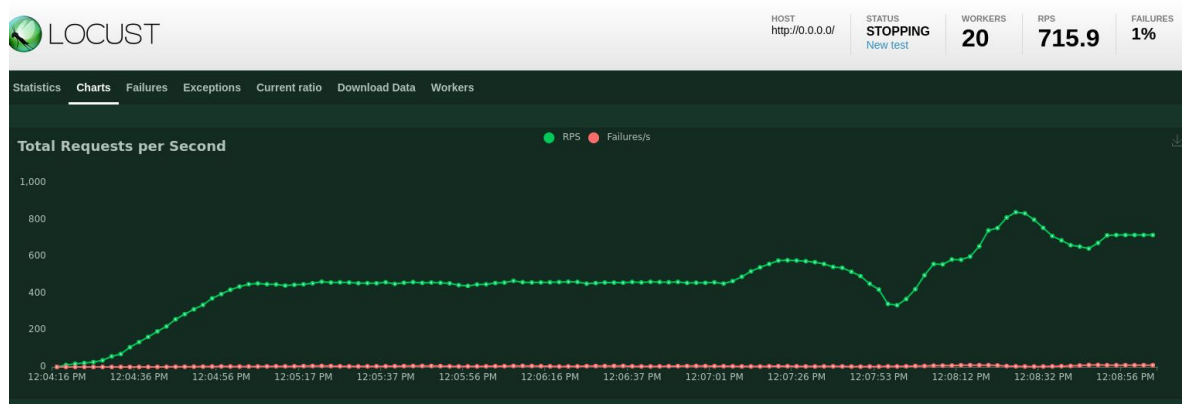 LOCUST
HOST
http://0.0.0.0/
STATUS
STOPPING
New test
WORKERS
20
RPS
715.9
FAILURES
1%
Statistics Charts Failures Exceptions Current ratio Download Data Workers
Total Requests per Second
RPS Failures/s
1,000
800
600
400
200
0
12:04:16 PM 12:04:36 PM 12:04:56 PM 12:05:17 PM 12:05:37 PM 12:05:56 PM 12:06:16 PM 12:06:37 PM 12:07:01 PM 12:07:26 PM 12:07:53 PM 12:08:12 PM 12:08:32 PM 12:08:56 PM